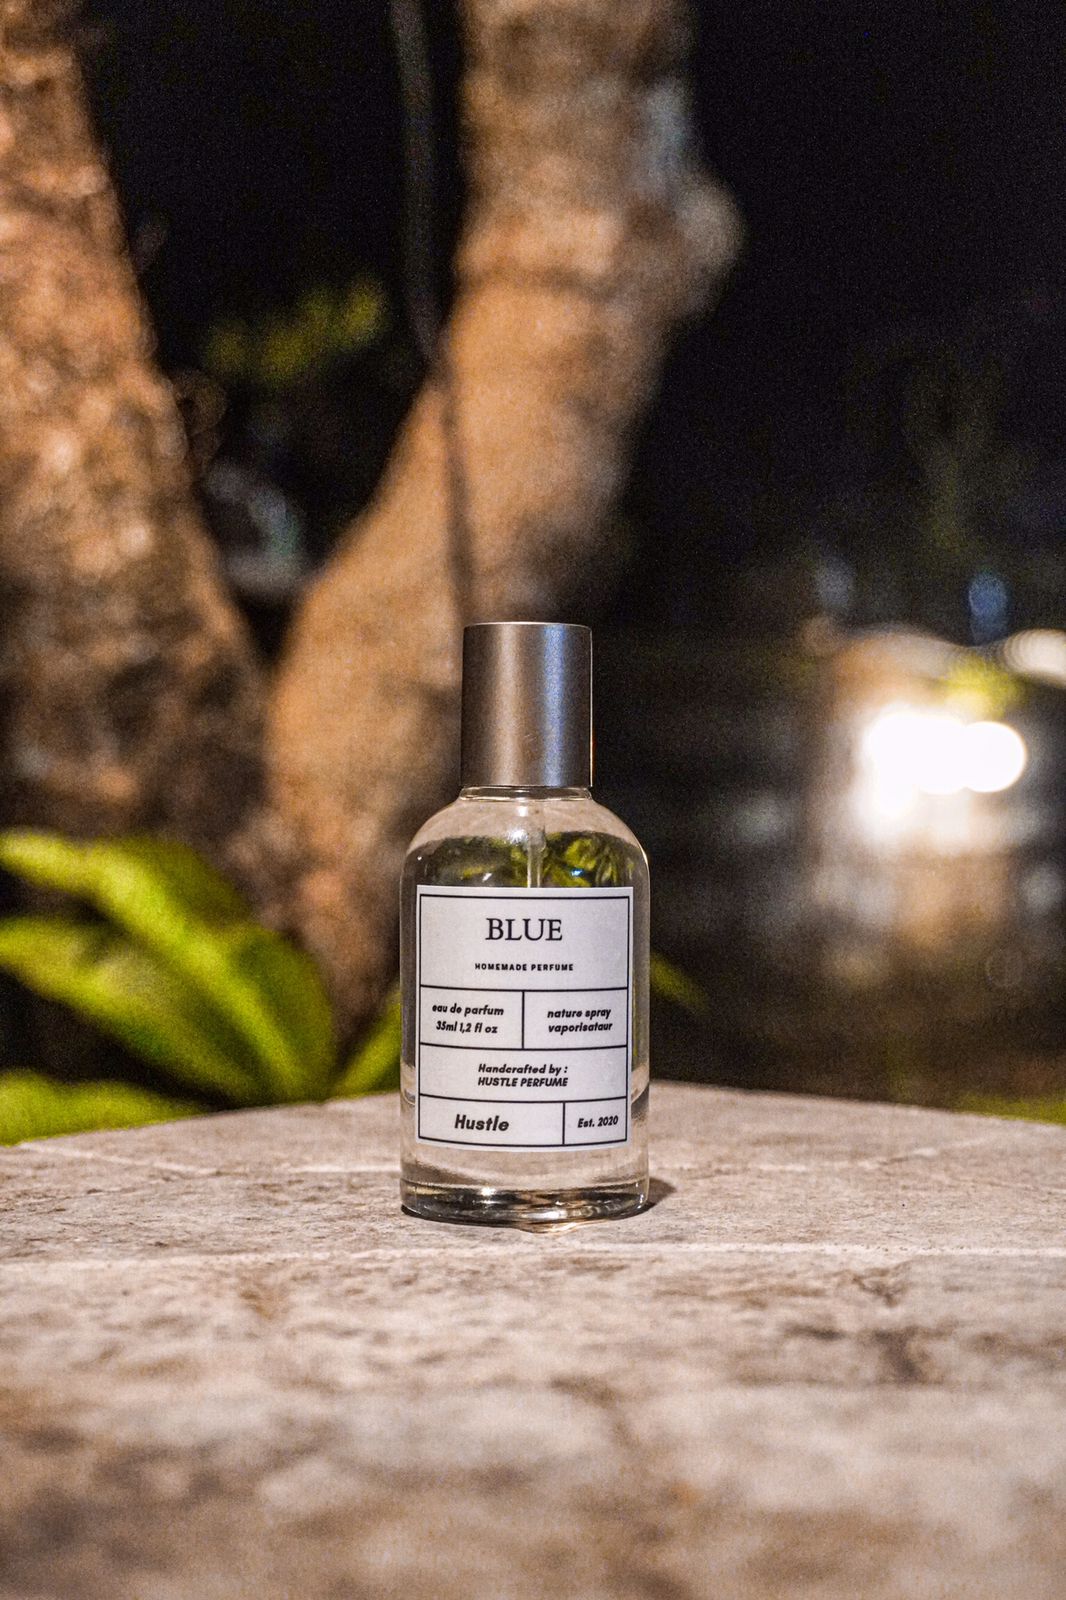 BLUE
HOMEMADE PERFUME
eau de parfum
35ml 1,2 fl oz
nature spray
vaporisataur
Handcrafted by :
HUSTLE PERFUME
Hustle
Est. 2020